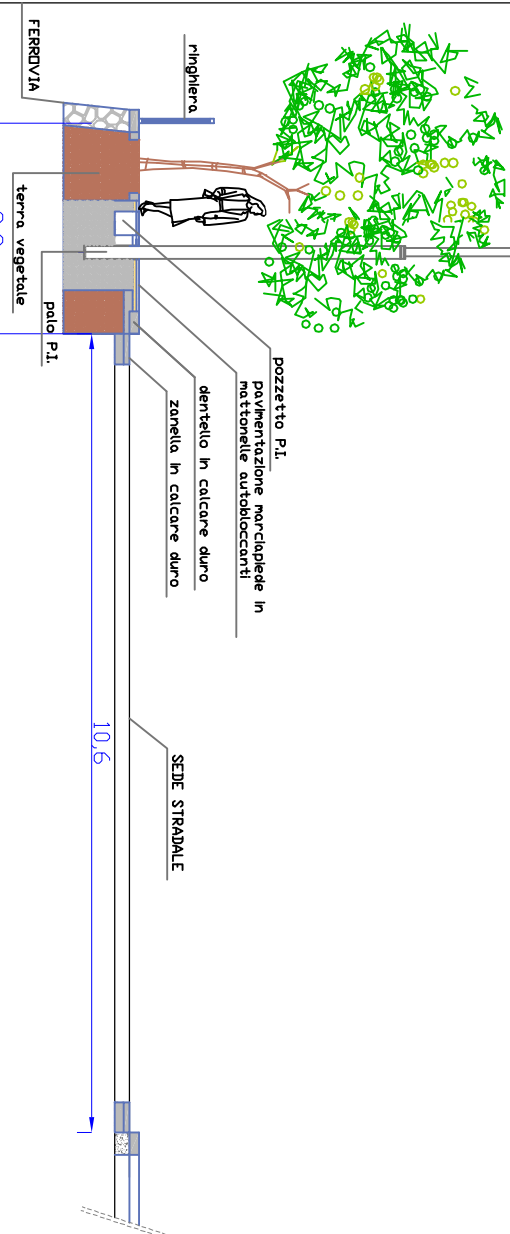 ringhiera
FERROVIA
terra vegetale
palo P.I.
pozzetto P.I.
pavimentazione marciapiede in
mattonelle autobloccanti
dentello in calcare duro
zanella in calcare duro
SEDE STRADALE
10,6